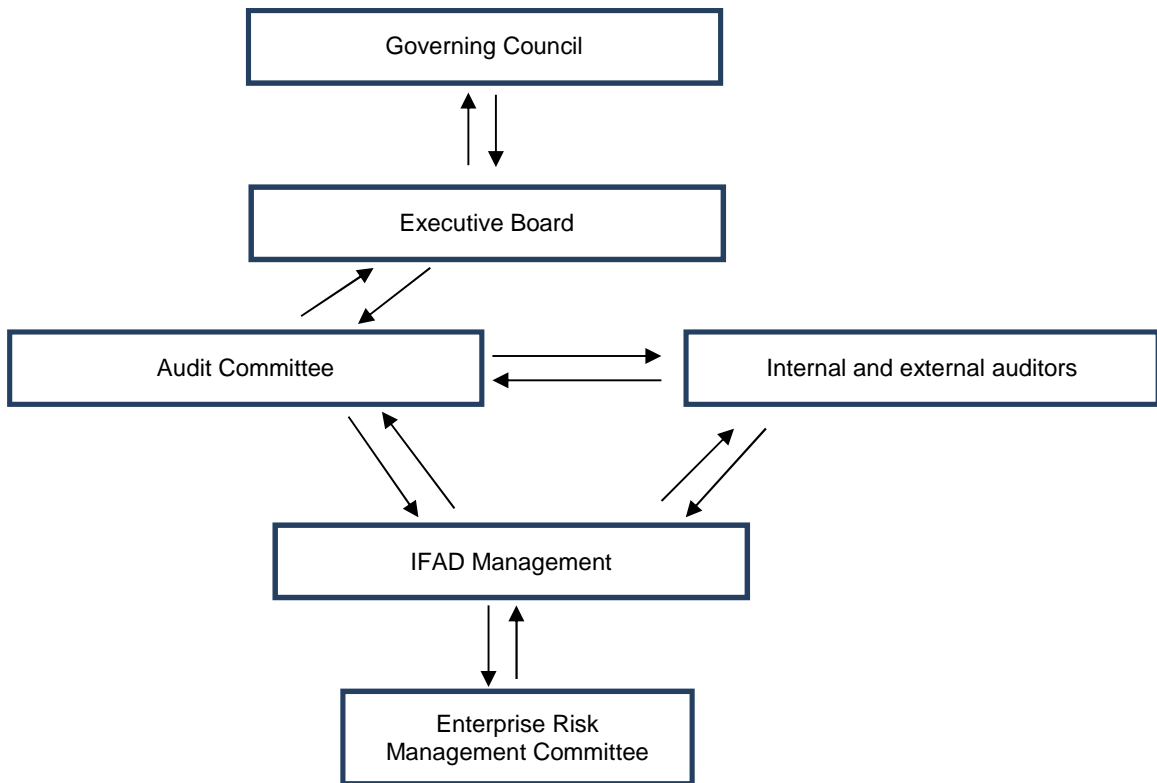 Governing Council
Executive Board
Audit Committee
Internal and external auditors
IFAD Management
Enterprise Risk
Management Committee